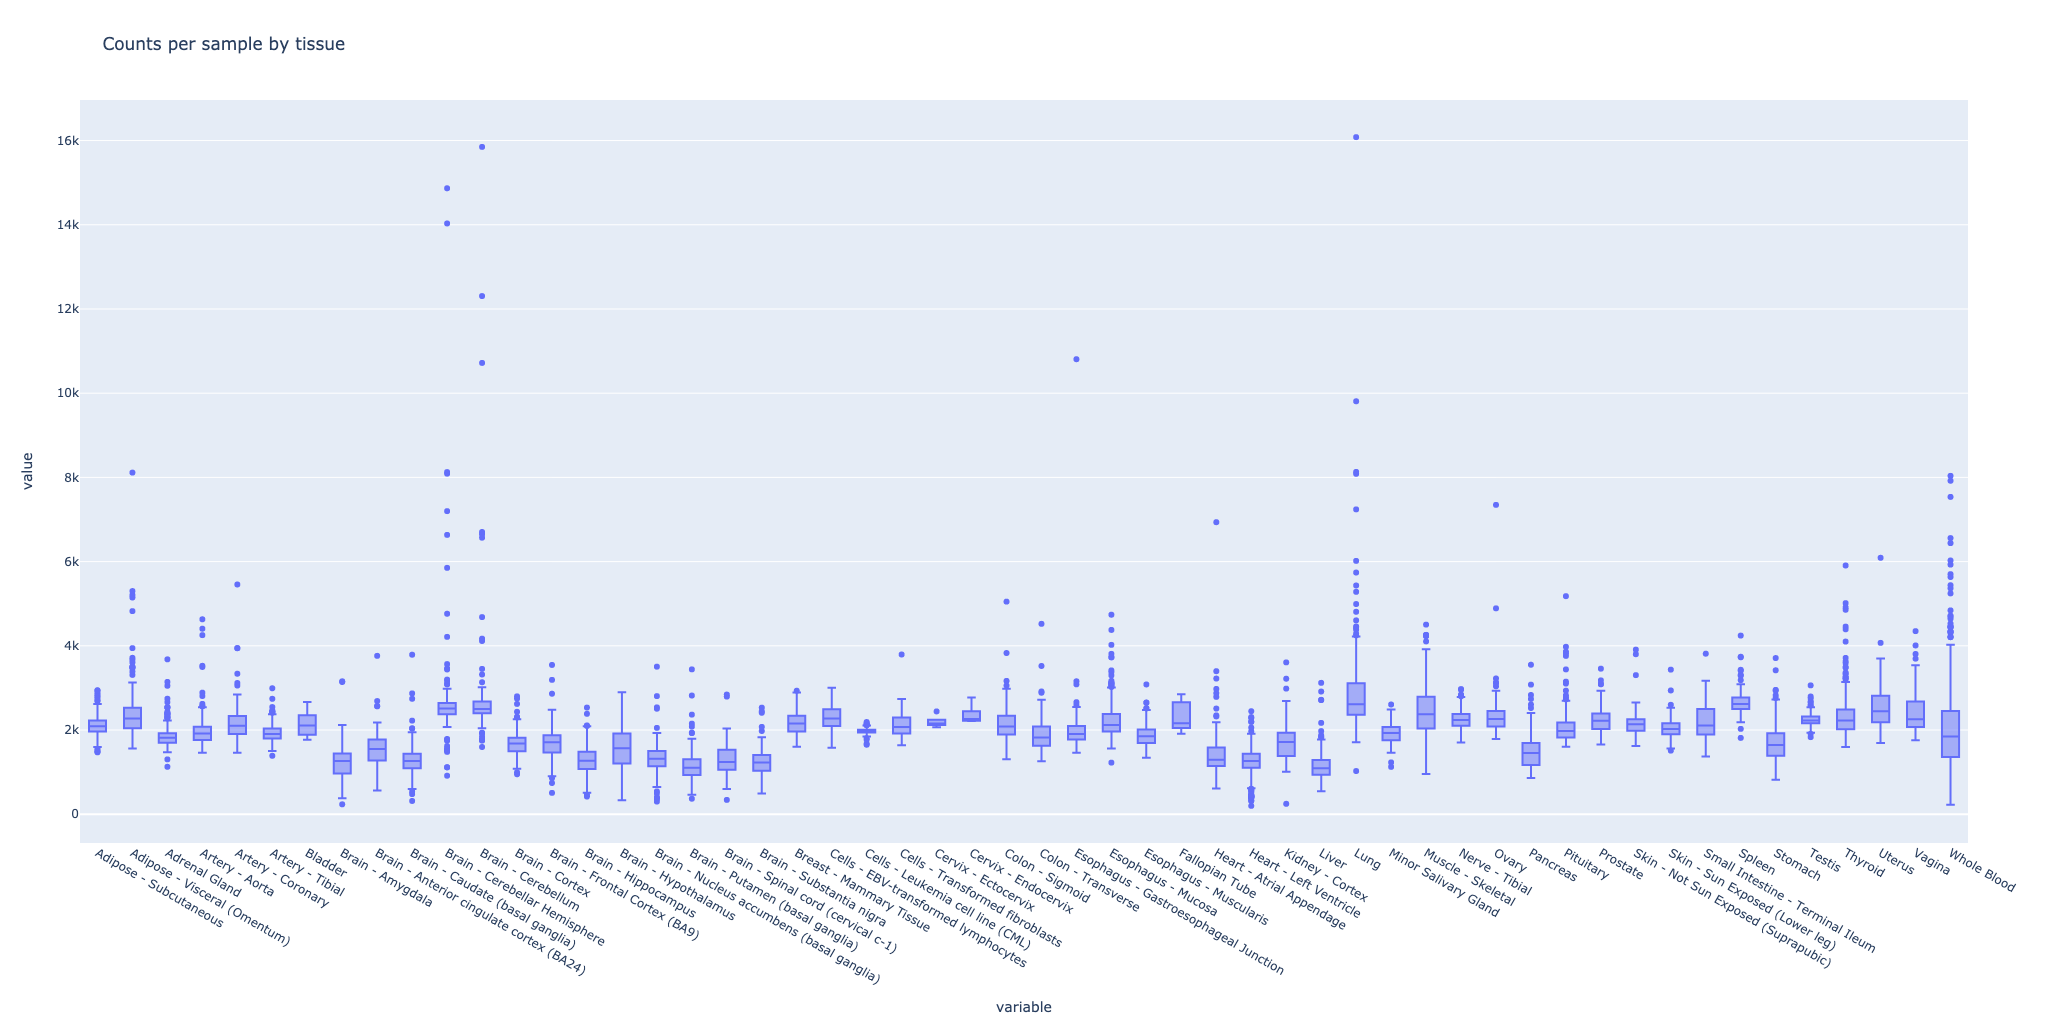 Counts per sample by tissue
16k
14k
12k
10k
8k
6k
4k
2k
0
value
Adipose - Subcutaneous
Adipose - Visceral (Omentum)
Adrenal Gland
Artery - Aorta
Artery - Coronary
Artery - Tibial
Bladder
Brain - Amygdala
Brain - Anterior cingulate cortex (BA24)
Brain - Caudate (basal ganglia)
Brain - Cerebellar Hemisphere
Brain - Cerebellum
Brain - Cortex
Brain - Frontal Cortex (BA9)
Brain - Hippocampus
Brain - Hypothalamus
Brain - Nucleus accumbens (basal ganglia)
Brain - Putamen (basal ganglia)
Brain - Spinal cord (cervical c-1)
Brain - Substantia nigra
Breast - Mammary Tissue
Cells - EBV-transformed lymphocytes
Cells - Leukemia cell line (CML)
Cells - Transformed fibroblasts
Cervix - Ectocervix
Cervix - Endocervix
Colon - Sigmoid
Colon - Transverse
Esophagus - Gastroesophageal Junction
Esophagus - Mucosa
Esophagus - Muscularis
Fallopian Tube
Heart - Atrial Appendage
Heart - Left Ventricle
Kidney - Cortex
Liver
Lung
Minor Salivary Gland
Muscle - Skeletal
Nerve - Tibial
Ovary
Pancreas
Pituitary
Prostate
Skin - Not Sun Exposed (Suprapubic)
Skin - Sun Exposed (Lower leg)
Small Intestine - Terminal Ileum
Spleen
Stomach
Testis
Thyroid
Uterus
Vagina
Whole Blood
variable